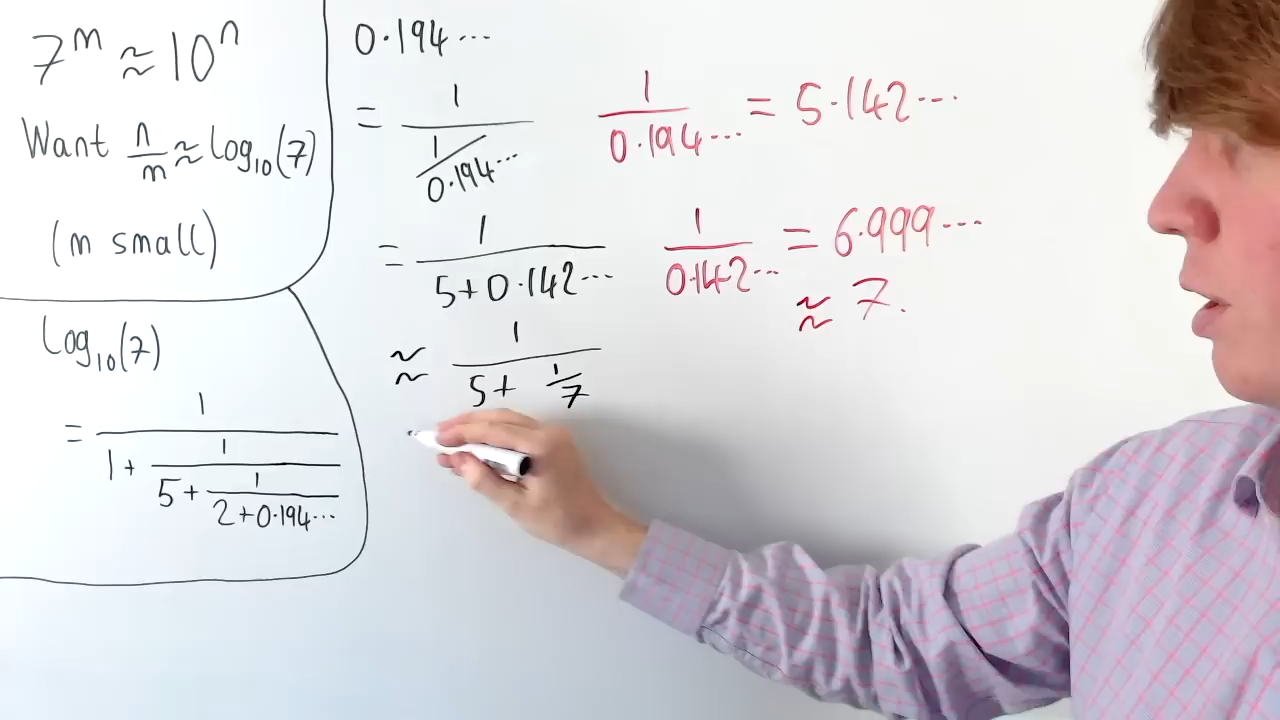 7^m ≈ 10^n
Want n/m ≈ Log₁₀(7)
(m small)
Log₁₀(7)
= 1
1 + 1
5 + 1
2+0.194...
0.194...
= 1
1/0.194...
= 1
5+0.142...
≈ 1
5+ 1/7
1/0.194... = 5.142...
1/0.142... = 6.999...
≈ 7.